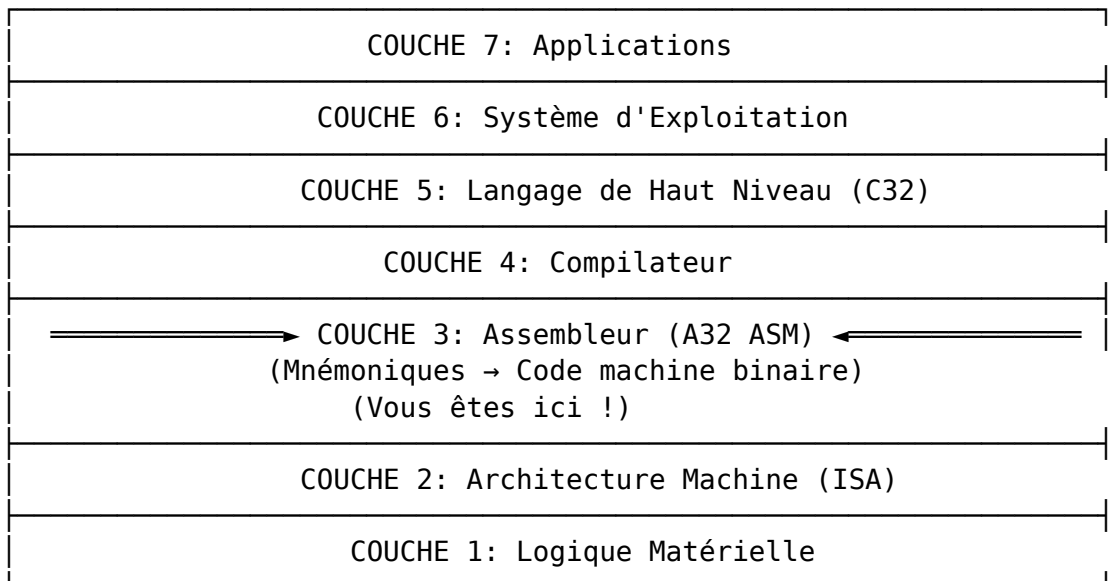 COUCHE 7: Applications
COUCHE 6: Système d'Exploitation
COUCHE 5: Langage de Haut Niveau (C32)
COUCHE 4: Compilateur
COUCHE 3: Assembleur (A32 ASM)
(Mnémoniques → Code machine binaire)
(Vous êtes ici !)
COUCHE 2: Architecture Machine (ISA)
COUCHE 1: Logique Matérielle